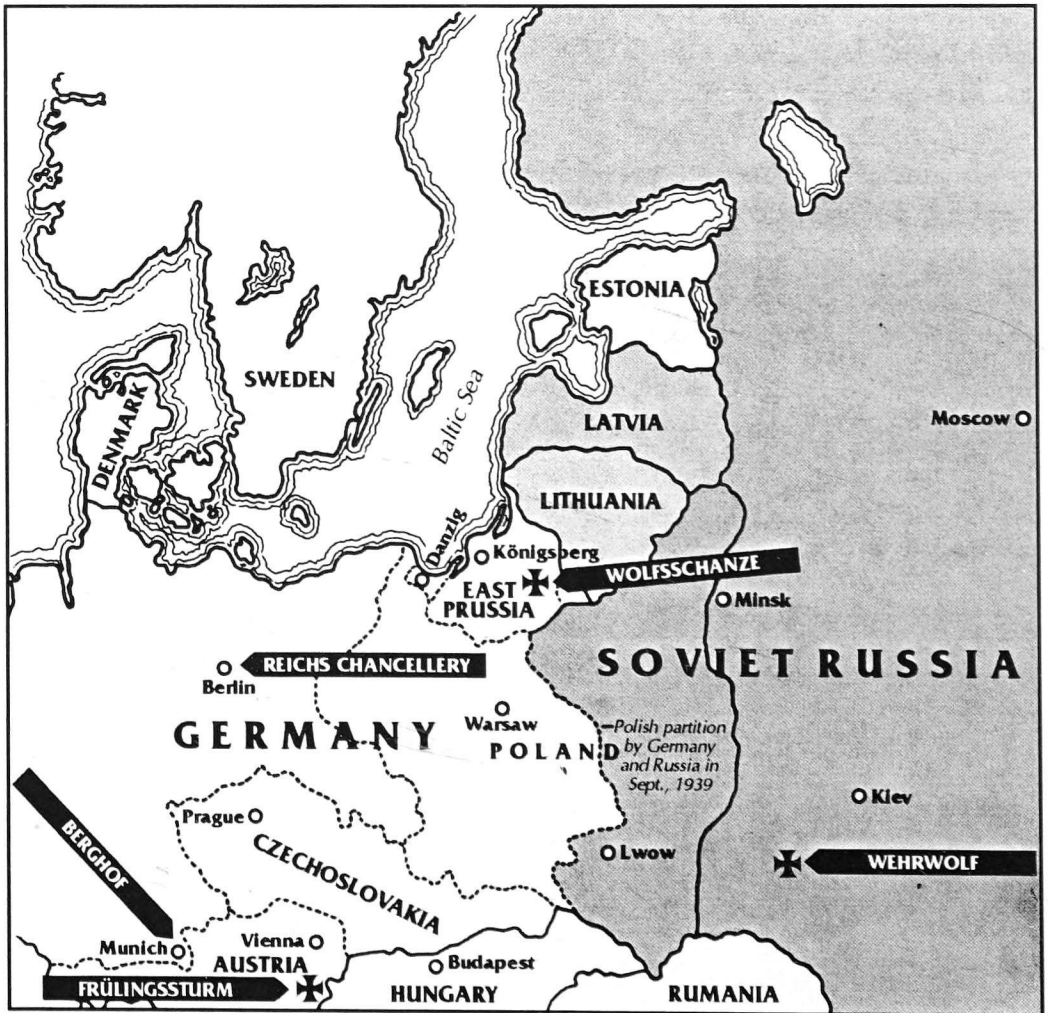 ESTONIA
SWEDEN
DENMARK
Baltic Sea
LATVIA
Moscow
LITHUANIA
Danzig
Königsberg
WOLFSSCHANZE
EAST
PRUSSIA
Minsk
REICHS CHANCELLERY
Berlin
SOVIET RUSSIA
Warsaw
GERMANY
POLAND
Polish partition
by Germany
and Russia in
Sept., 1939
Prague
Kiev
BERGHOF
CZECHOSLOVAKIA
Lwow
WEHRWOLF
Munich
Vienna
AUSTRIA
Budapest
FRÜLINGSSTURM
HUNGARY
RUMANIA